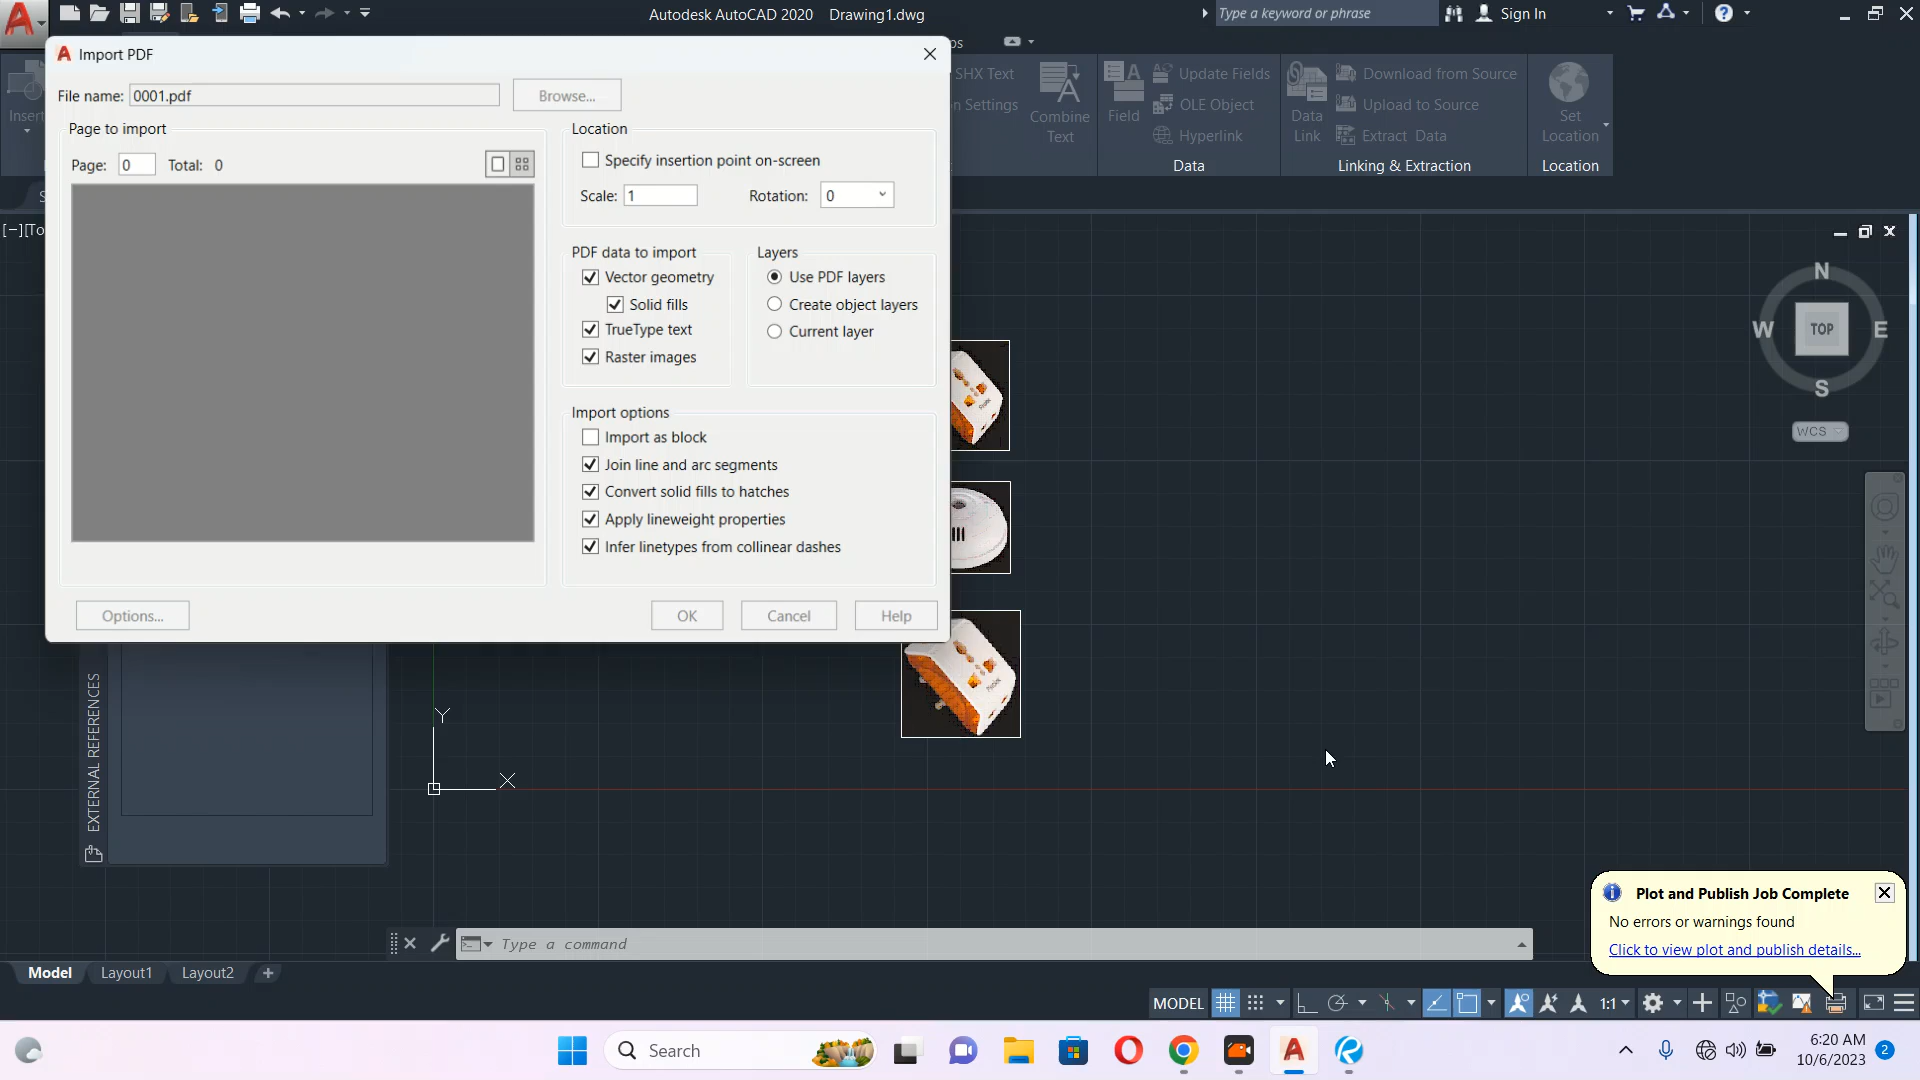 Autodesk AutoCAD 2020 Drawing1.dwg
Type a keyword or phrase
Sign In
Import PDF
File name: 0001.pdf
Browse...
Page to import
Page: 0 Total: 0
Location
Specify insertion point on-screen
Scale: 1 Rotation: 0
PDF data to import
Vector geometry
Solid fills
TrueType text
Raster images
Layers
Use PDF layers
Create object layers
Current layer
Import options
Import as block
Join line and arc segments
Convert solid fills to hatches
Apply lineweight properties
Infer linetypes from collinear dashes
Options...
OK
Cancel
Help
Insert
SHX Text
n Settings
Combine
Text
Field
Update Fields
OLE Object
Hyperlink
Data
Data
Link
Download from Source
Upload to Source
Extract Data
Linking & Extraction
Set
Location
Location
[−][To
N
W TOP E
S
WCS
EXTERNAL REFERENCES
Y
X
Type a command
Plot and Publish Job Complete
No errors or warnings found
Click to view plot and publish details...
Model Layout1 Layout2 +
MODEL
1:1
Search
6:20 AM
10/6/2023
2